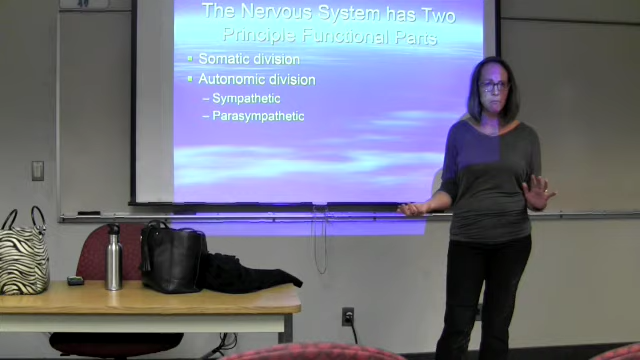 The Nervous System has Two
Principle Functional Parts
Somatic division
Autonomic division
– Sympathetic
– Parasympathetic